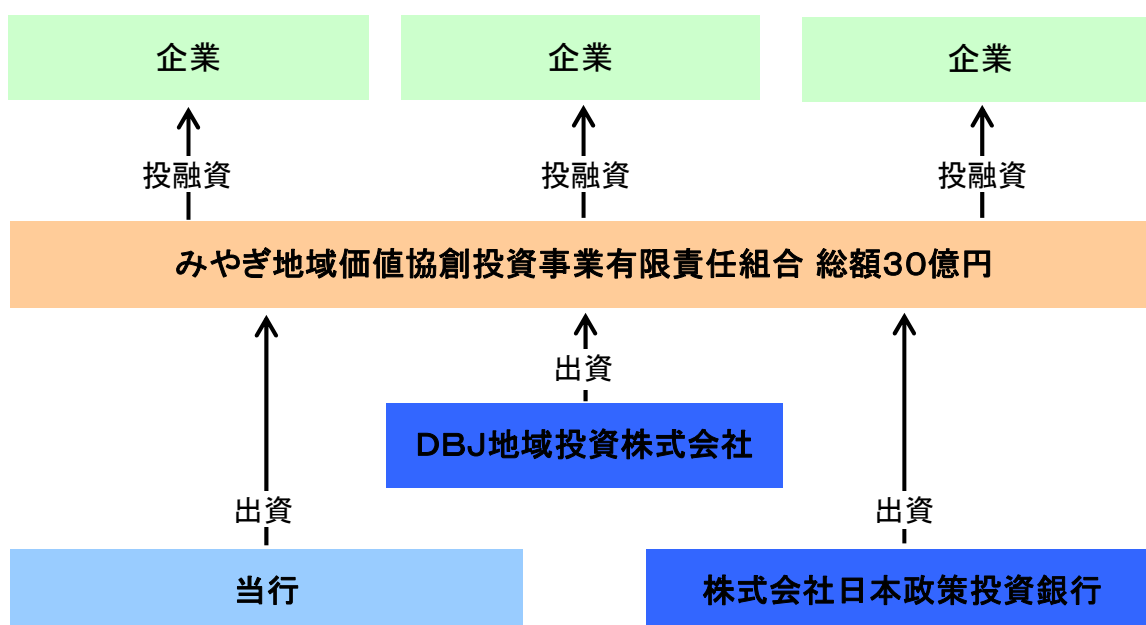 企業
企業
企業
投融資
投融資
投融資
みやぎ地域価値協創投資事業有限責任組合 総額30億円
出資
DBJ地域投資株式会社
出資
出資
当行
株式会社日本政策投資銀行